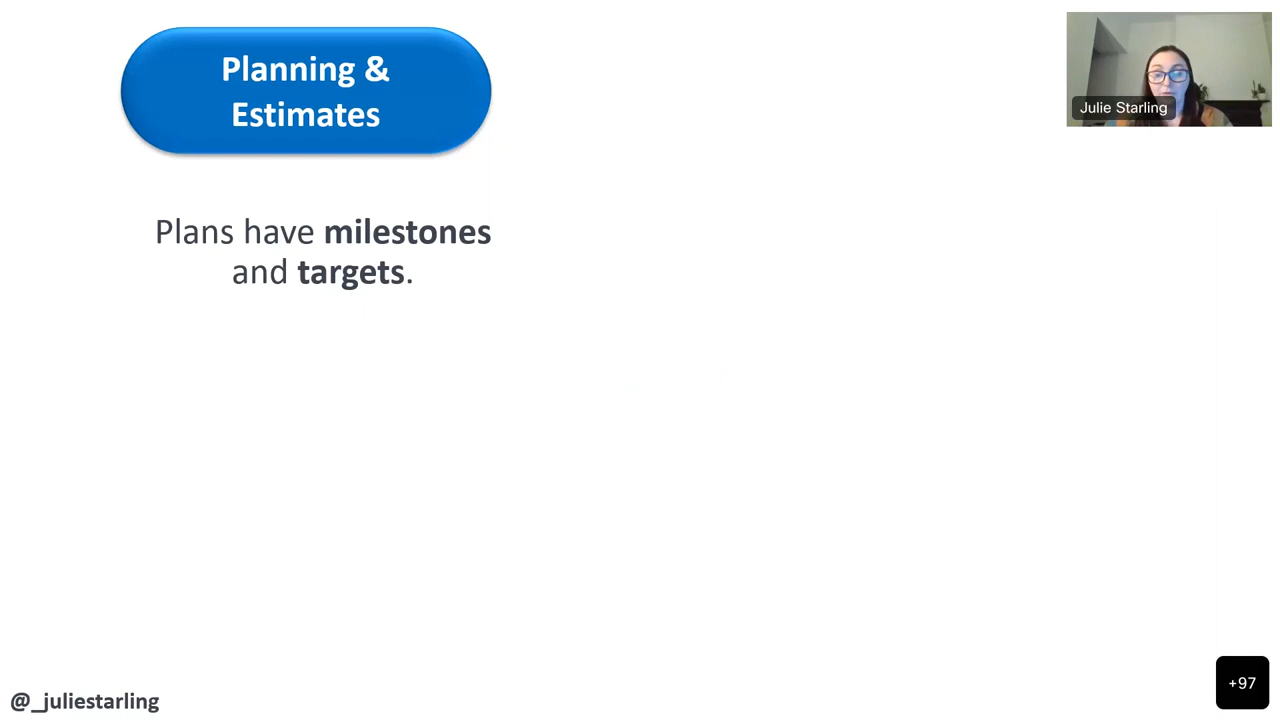 Planning &
Estimates
Julie Starling
Plans have milestones
and targets.
@_juliestarling
+97